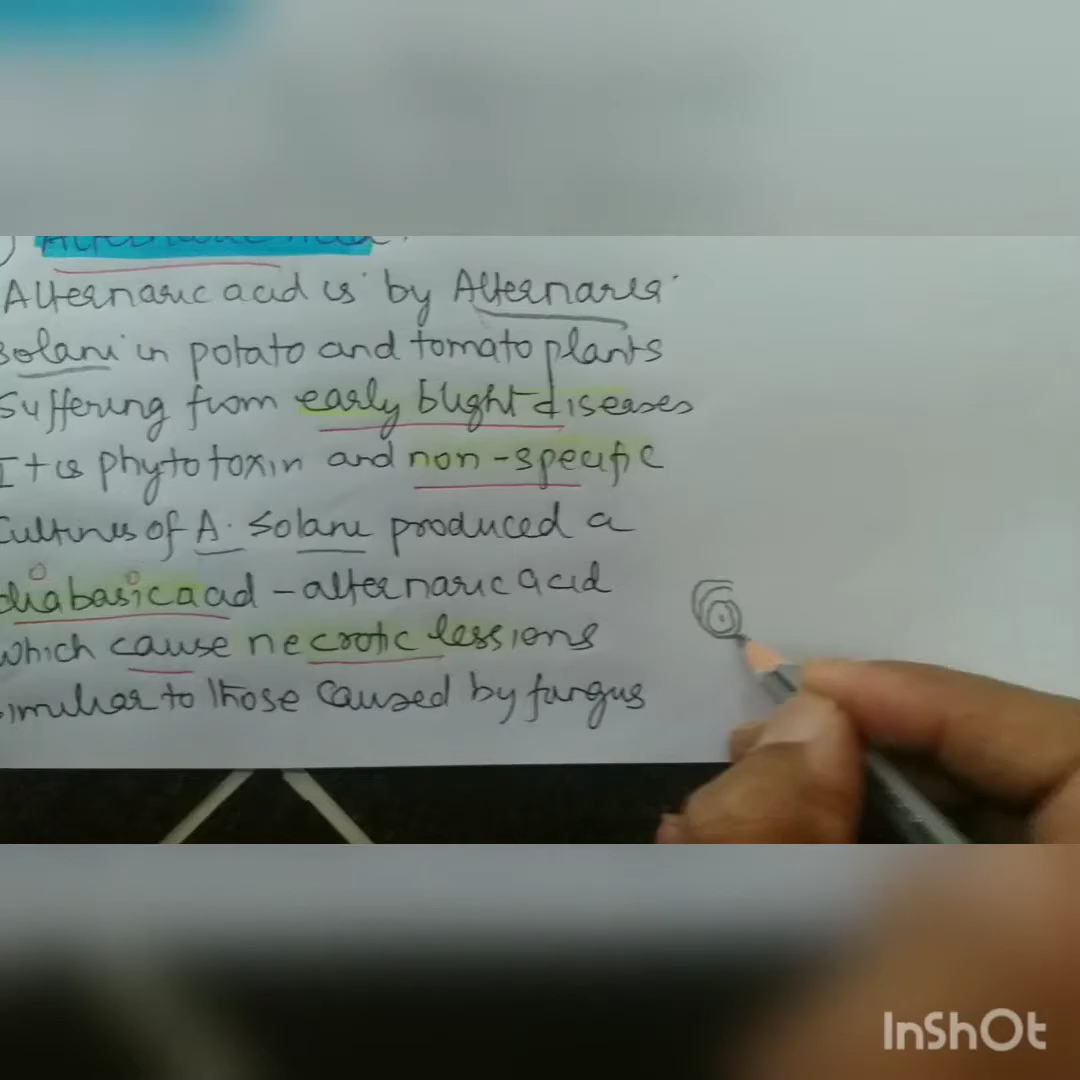 Alternaric acid is by Alternaria
solani in potato and tomato plants
Suffering from early blight diseases
It is phytotoxin and non-specific
Cultures of A. Solani produced a
diabasic acid - alternaric acid
which cause necrotic lessions
similiar to those caused by fungus
InShOt